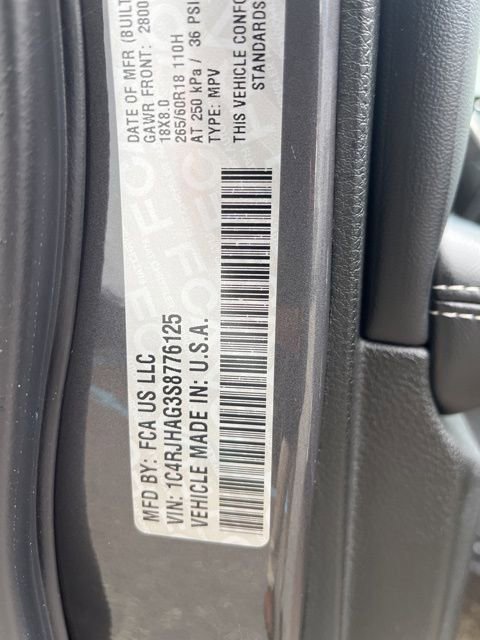 MFD BY: FCA US LLC
VIN: 1C4RJHAG3S8776125
VEHICLE MADE IN: U.S.A.
DATE OF MFR (BUILT
GAWR FRONT: 2800
18X8.0
265/60R18 110H
AT 250 kPa / 36 PSI
TYPE: MPV
THIS VEHICLE CONFO
STANDARDS